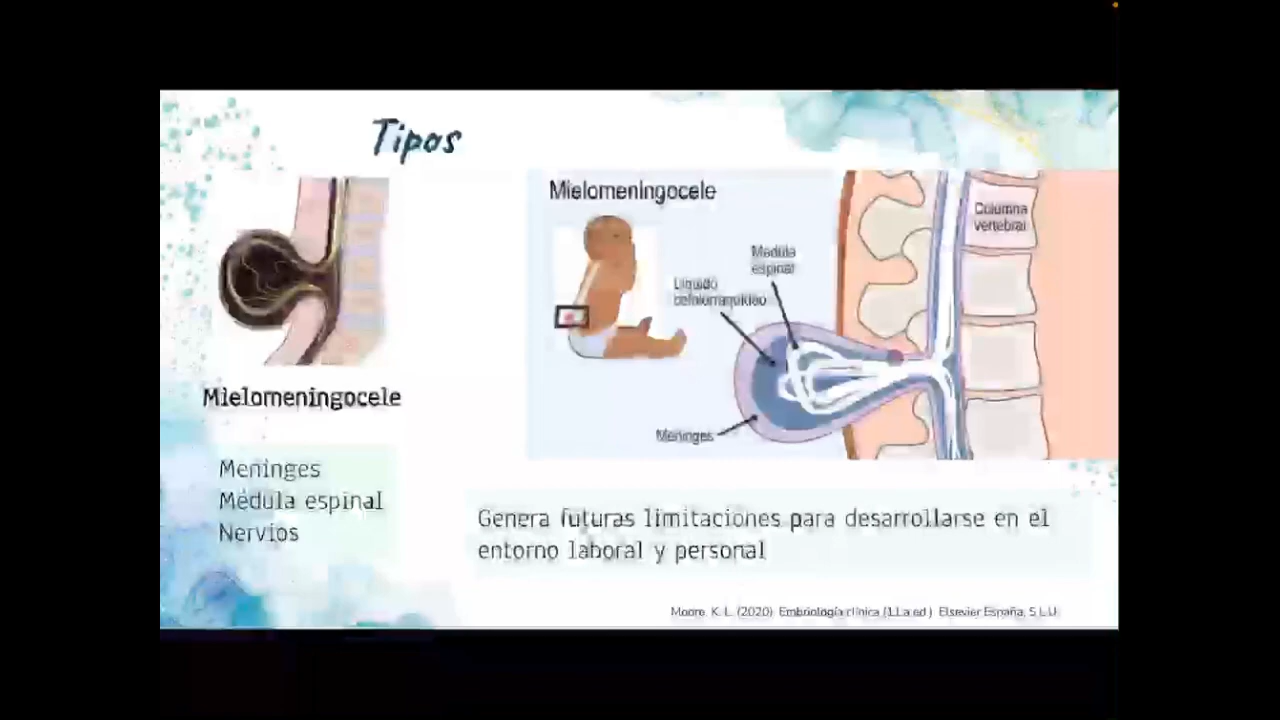 Tipos
Mielomeningocele
Columna
vertebral
Médula
espinal
Líquido
cefalorraquídeo
Meninges
Mielomeningocele
Meninges
Médula espinal
Nervios
Genera futuras limitaciones para desarrollarse en el
entorno laboral y personal
Moore, K. L. (2020). Embriología clínica (11.a ed.). Elsevier España, S.L.U.